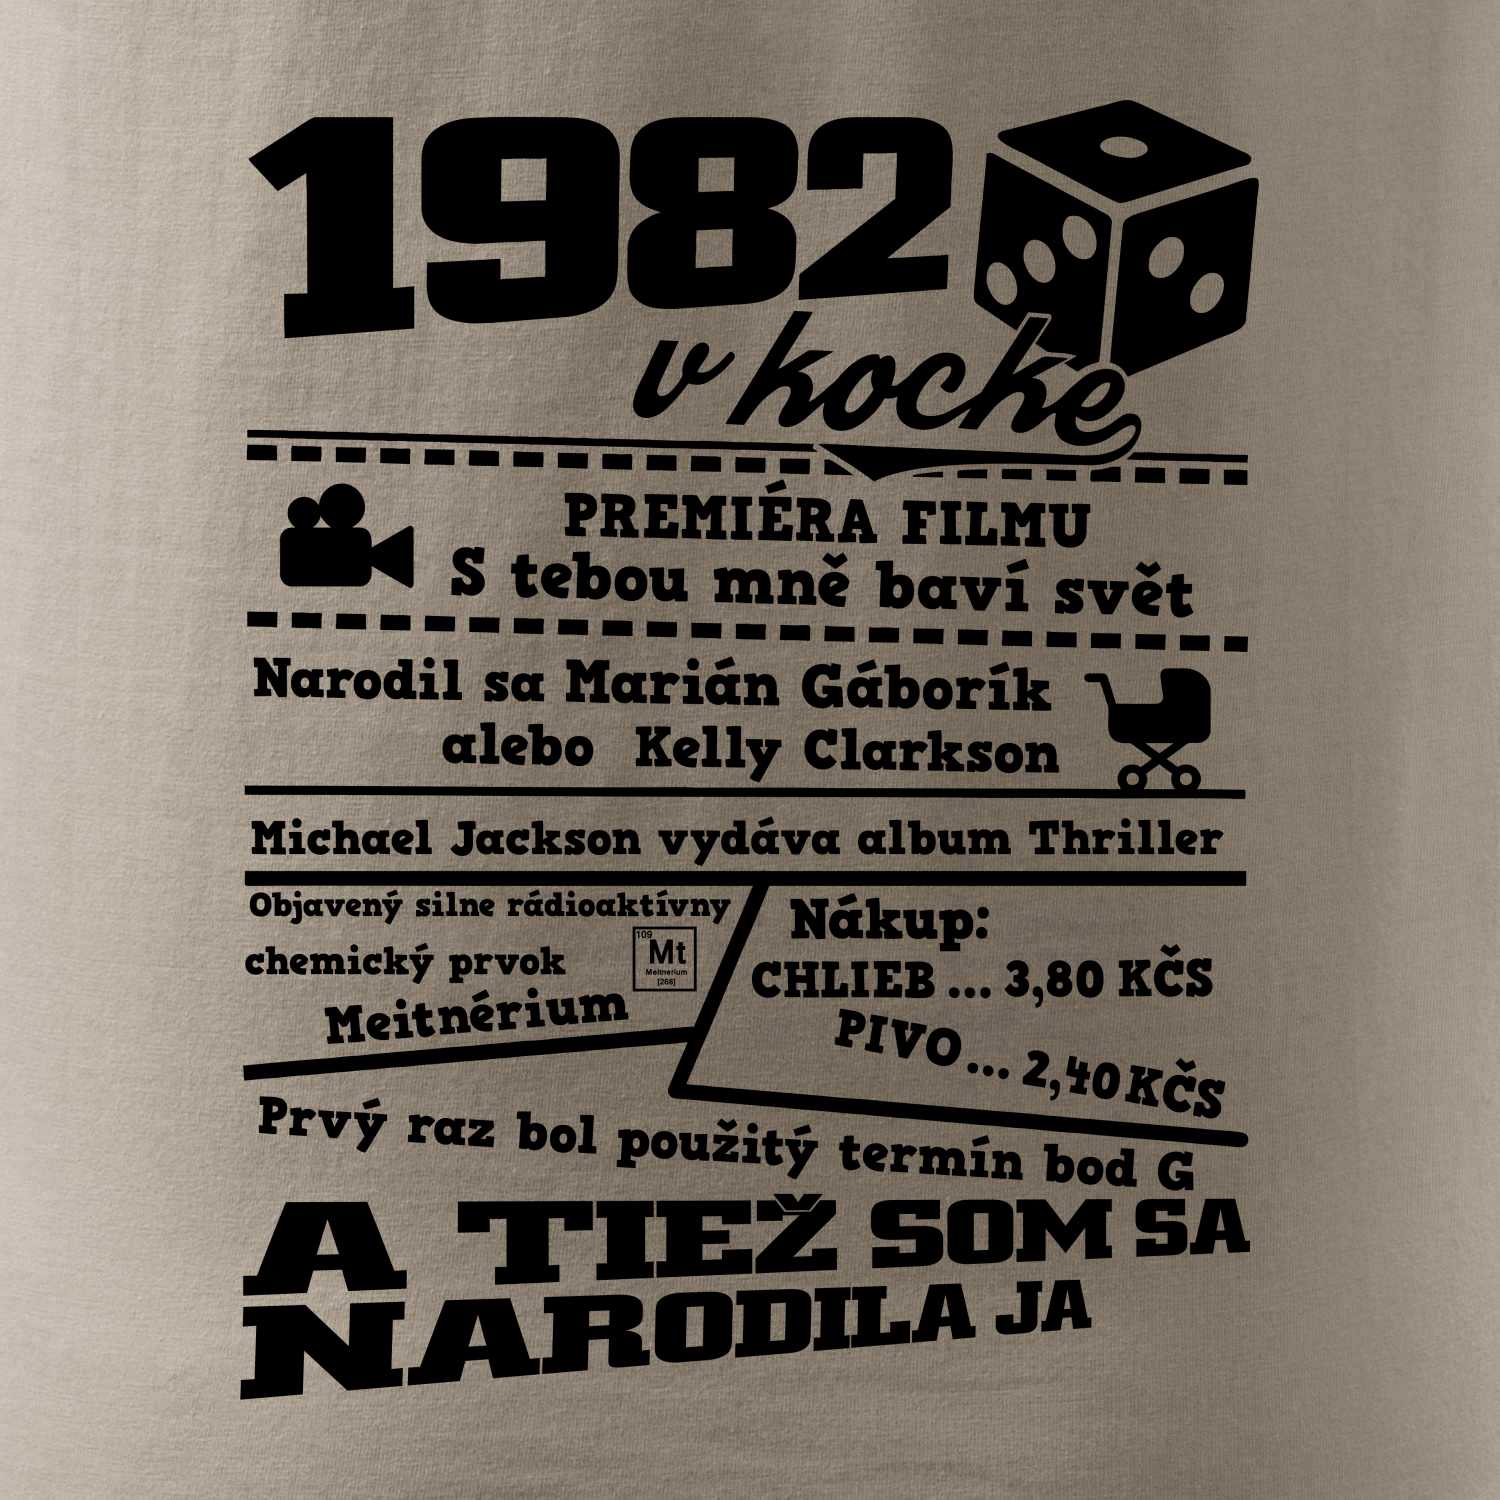 1982
v kocke
PREMIÉRA FILMU
S tebou mně baví svět
Narodil sa Marián Gáborík
alebo Kelly Clarkson
Michael Jackson vydáva album Thriller
Objavený silne rádioaktívny
chemický prvok
109
Mt
Meitnerium
[268]
Meitnérium
Nákup:
CHLIEB ... 3,80 KČS
PIVO ... 2,40 KČS
Prvý raz bol použitý termín bod G
A TIEŽ SOM SA
NARODILA JA